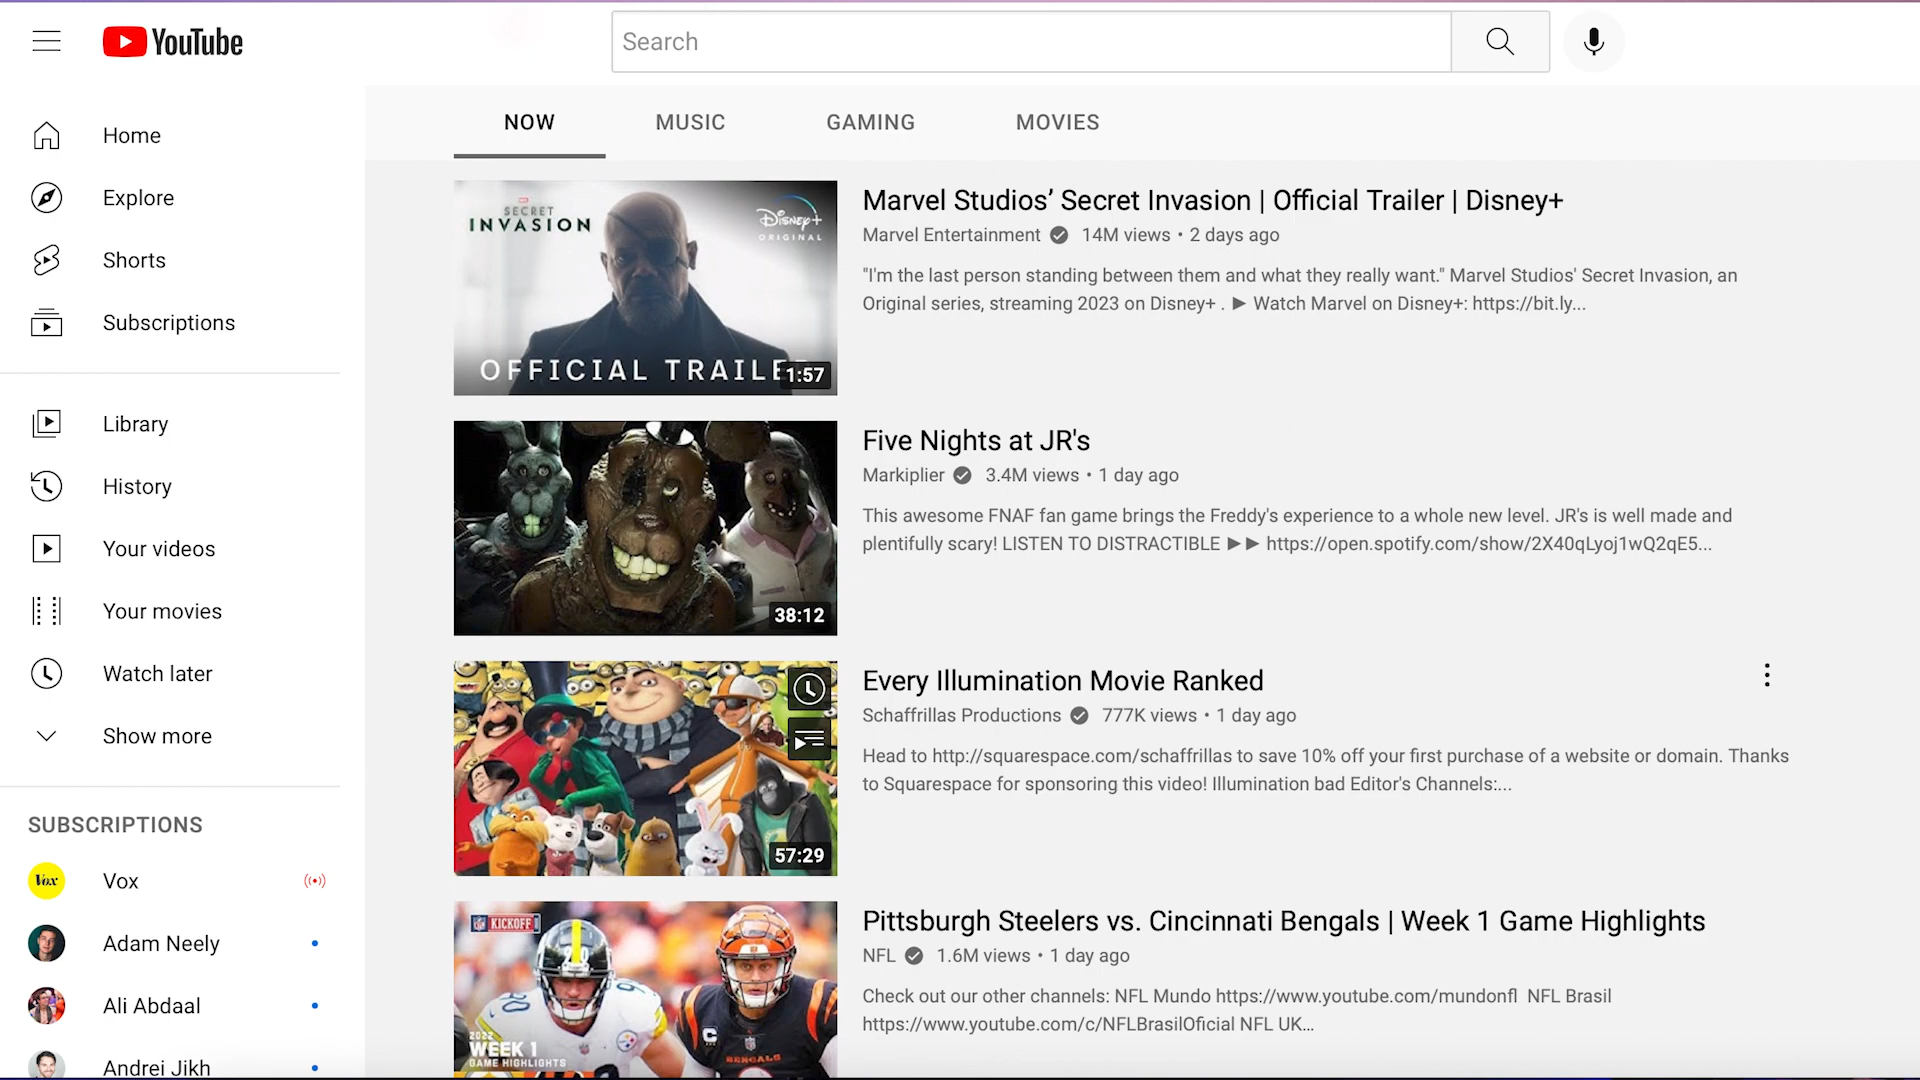 YouTube
Search
Home
Explore
Shorts
Subscriptions
Library
History
Your videos
Your movies
Watch later
Show more
SUBSCRIPTIONS
Vox
Vox
Adam Neely
Ali Abdaal
Andrei Jikh
NOW MUSIC GAMING MOVIES
SECRET
INVASION
Disney+
ORIGINAL
OFFICIAL TRAILE
1:57
Marvel Studios’ Secret Invasion | Official Trailer | Disney+
Marvel Entertainment 14M views • 2 days ago
"I'm the last person standing between them and what they really want." Marvel Studios' Secret Invasion, an
Original series, streaming 2023 on Disney+ . ► Watch Marvel on Disney+: https://bit.ly...
38:12
Five Nights at JR's
Markiplier 3.4M views • 1 day ago
This awesome FNAF fan game brings the Freddy's experience to a whole new level. JR's is well made and
plentifully scary! LISTEN TO DISTRACTIBLE ►► https://open.spotify.com/show/2X40qLyoj1wQ2qE5...
57:29
Every Illumination Movie Ranked
Schaffrillas Productions 777K views • 1 day ago
Head to http://squarespace.com/schaffrillas to save 10% off your first purchase of a website or domain. Thanks
to Squarespace for sponsoring this video! Illumination bad Editor's Channels:...
KICKOFF
90
C
BENGALS
2022
WEEK 1
GAME HIGHLIGHTS
Pittsburgh Steelers vs. Cincinnati Bengals | Week 1 Game Highlights
NFL 1.6M views • 1 day ago
Check out our other channels: NFL Mundo https://www.youtube.com/mundonfl NFL Brasil
https://www.youtube.com/c/NFLBrasilOficial NFL UK...